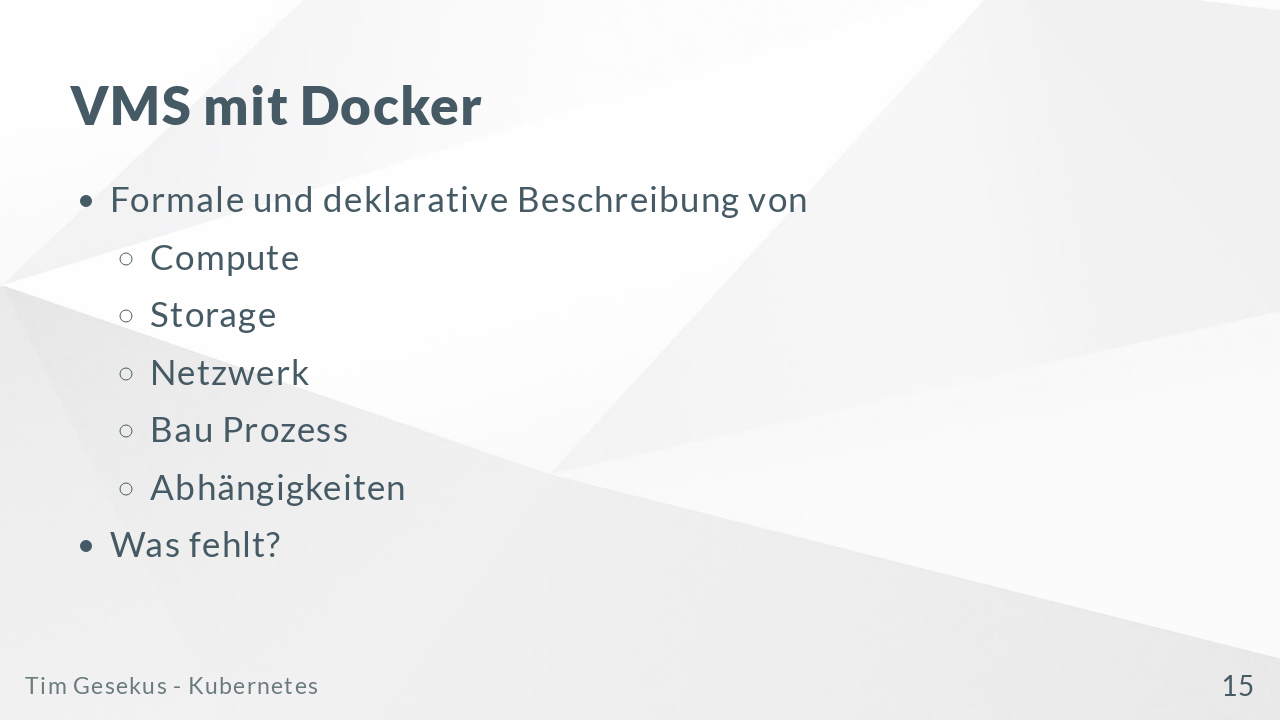 VMS mit Docker
• Formale und deklarative Beschreibung von
○ Compute
○ Storage
○ Netzwerk
○ Bau Prozess
○ Abhängigkeiten
• Was fehlt?
Tim Gesekus - Kubernetes
15